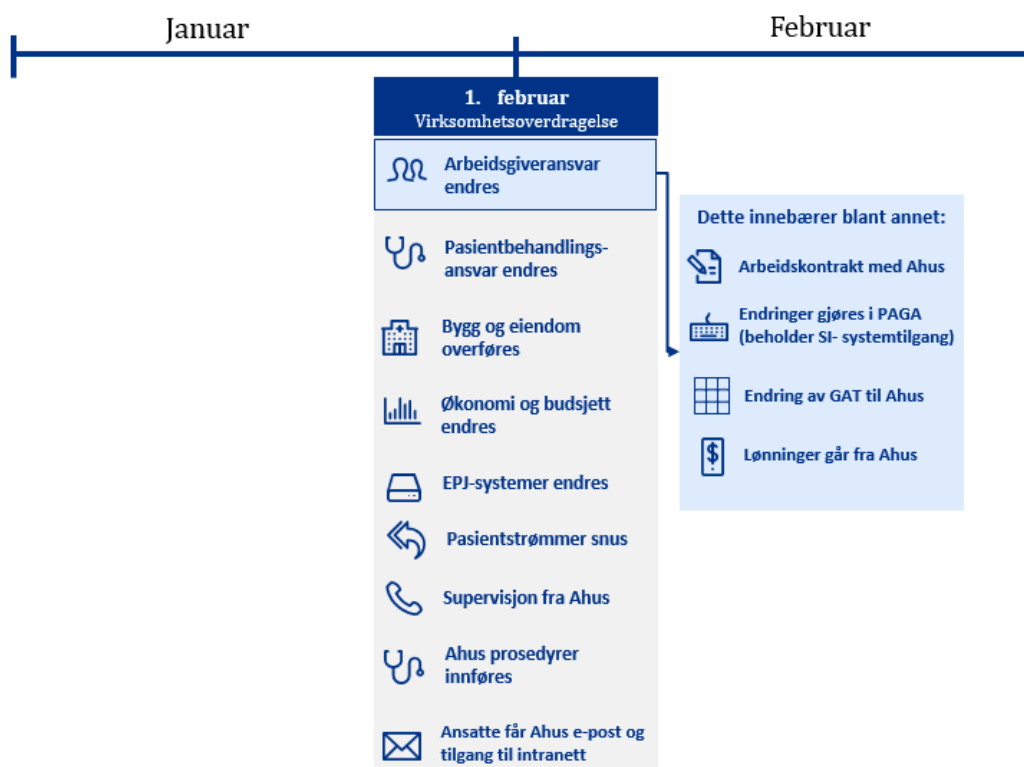 Januar
Februar
1. februar
Virksomhetsoverdragelse
Arbeidsgiveransvar
endres
Pasientbehandlings-
ansvar endres
Bygg og eiendom
overføres
Økonomi og budsjett
endres
EPJ-systemer endres
Pasientstrømmer snus
Supervisjon fra Ahus
Ahus prosedyrer
innføres
Ansatte får Ahus e-post og
tilgang til intranett
Dette innebærer blant annet:
Arbeidskontrakt med Ahus
Endringer gjøres i PAGA
(beholder SI- systemtilgang)
Endring av GAT til Ahus
$
Lønninger går fra Ahus